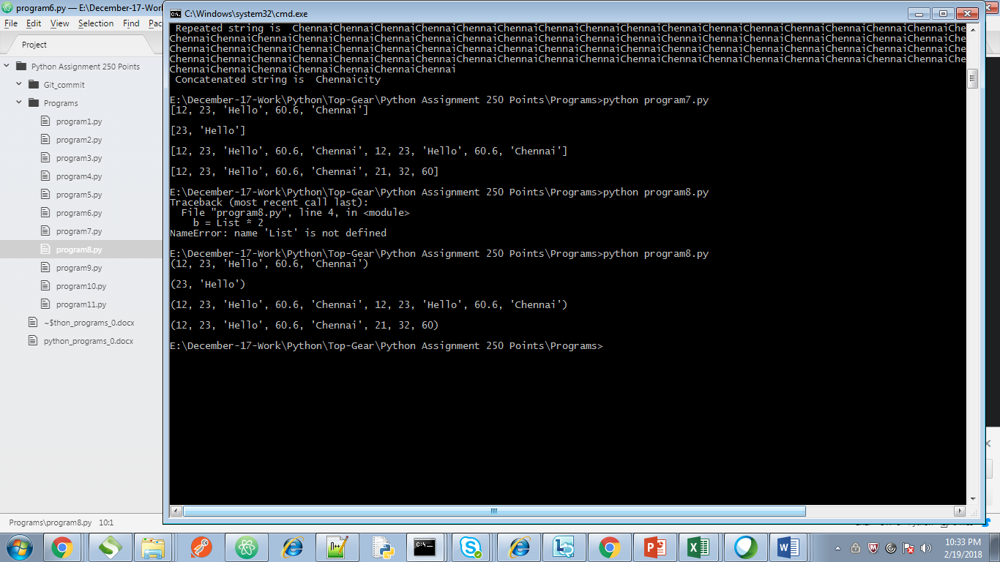 program6.py — E:\December-17-Work
File Edit View Selection Find Pac
Project
Python Assignment 250 Points
Git_commit
Programs
program1.py
program2.py
program3.py
program4.py
program5.py
program6.py
program7.py
program8.py
program9.py
program10.py
program11.py
~$thon_programs_0.docx
python_programs_0.docx
Programs\program8.py 10:1
C:\Windows\system32\cmd.exe
Repeated string is ChennaiChennaiChennaiChennaiChennaiChennaiChennaiChennaiChennaiChennaiChennaiChennaiChennaiChennaiChennaiChennaiChe
ChennaiChennaiChennaiChennaiChennaiChennaiChennaiChennaiChennaiChennaiChennaiChennaiChennaiChennaiChennaiChennaiChennaiChennaiChennaiChe
ChennaiChennaiChennaiChennaiChennaiChennaiChennaiChennaiChennaiChennaiChennaiChennaiChennaiChennaiChennaiChennaiChennaiChennaiChennaiChe
ChennaiChennaiChennaiChennaiChennaiChennaiChennaiChennaiChennaiChennaiChennaiChennaiChennaiChennaiChennaiChennaiChennaiChennaiChennaiChe
ChennaiChennaiChennaiChennaiChennaiChennaiChennai
Concatenated string is Chennaicity
E:\December-17-Work\Python\Top-Gear\Python Assignment 250 Points\Programs>python program7.py
[12, 23, 'Hello', 60.6, 'Chennai']
[23, 'Hello']
[12, 23, 'Hello', 60.6, 'Chennai', 12, 23, 'Hello', 60.6, 'Chennai']
[12, 23, 'Hello', 60.6, 'Chennai', 21, 32, 60]
E:\December-17-Work\Python\Top-Gear\Python Assignment 250 Points\Programs>python program8.py
Traceback (most recent call last):
File "program8.py", line 4, in <module>
b = List * 2
NameError: name 'List' is not defined
E:\December-17-Work\Python\Top-Gear\Python Assignment 250 Points\Programs>python program8.py
(12, 23, 'Hello', 60.6, 'Chennai')
(23, 'Hello')
(12, 23, 'Hello', 60.6, 'Chennai', 12, 23, 'Hello', 60.6, 'Chennai')
(12, 23, 'Hello', 60.6, 'Chennai', 21, 32, 60)
E:\December-17-Work\Python\Top-Gear\Python Assignment 250 Points\Programs>
10:33 PM
2/19/2018